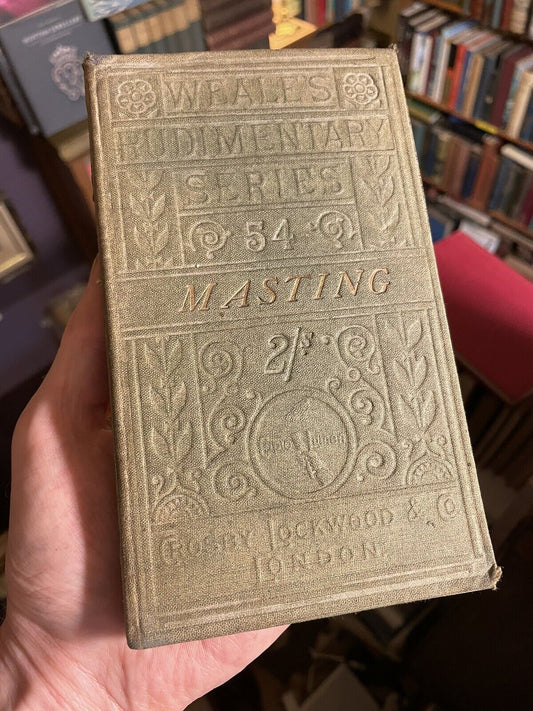 WEALE'S
RUDIMENTARY
SERIES
54
MASTING
2/s.
CROSBY LOCKWOOD & Co
LONDON.